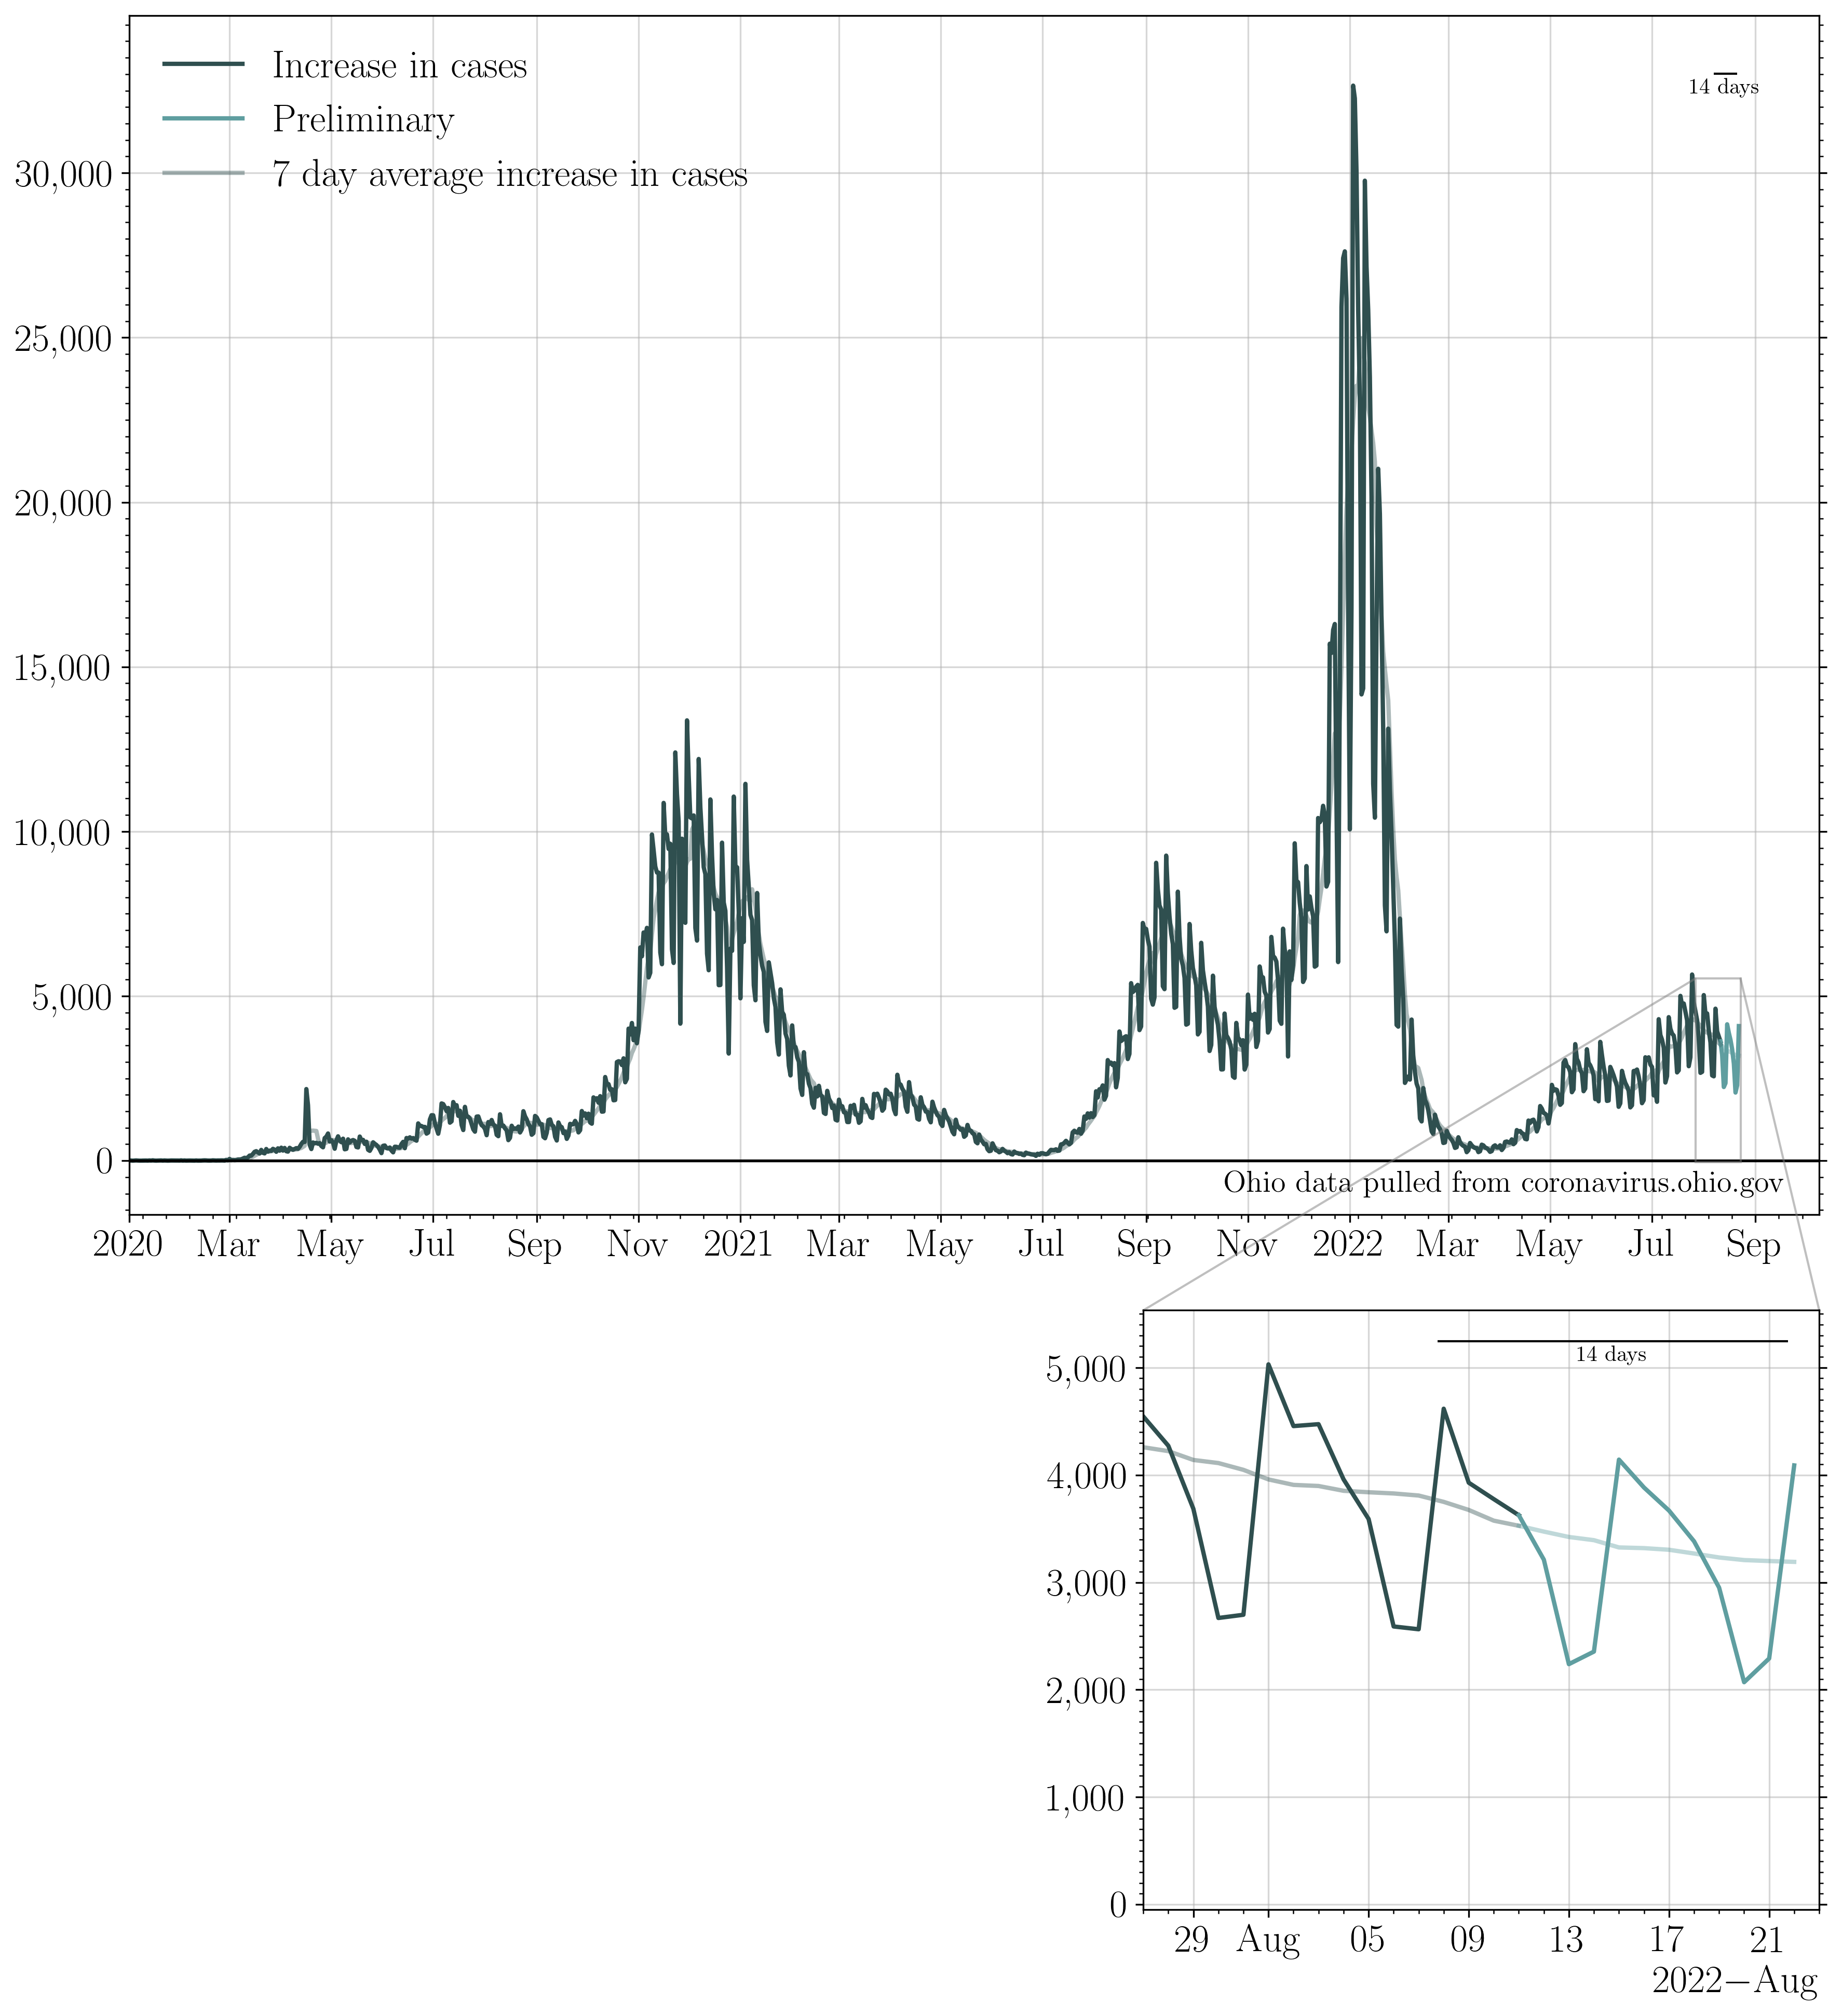 Increase in cases
Preliminary
7 day average increase in cases
14 days
30,000
25,000
20,000
15,000
10,000
5,000
0
Ohio data pulled from coronavirus.ohio.gov
2020 Mar May Jul Sep Nov 2021 Mar May Jul Sep Nov 2022 Mar May Jul Sep
14 days
5,000
4,000
3,000
2,000
1,000
0
29 Aug 05 09 13 17 21
2022−Aug